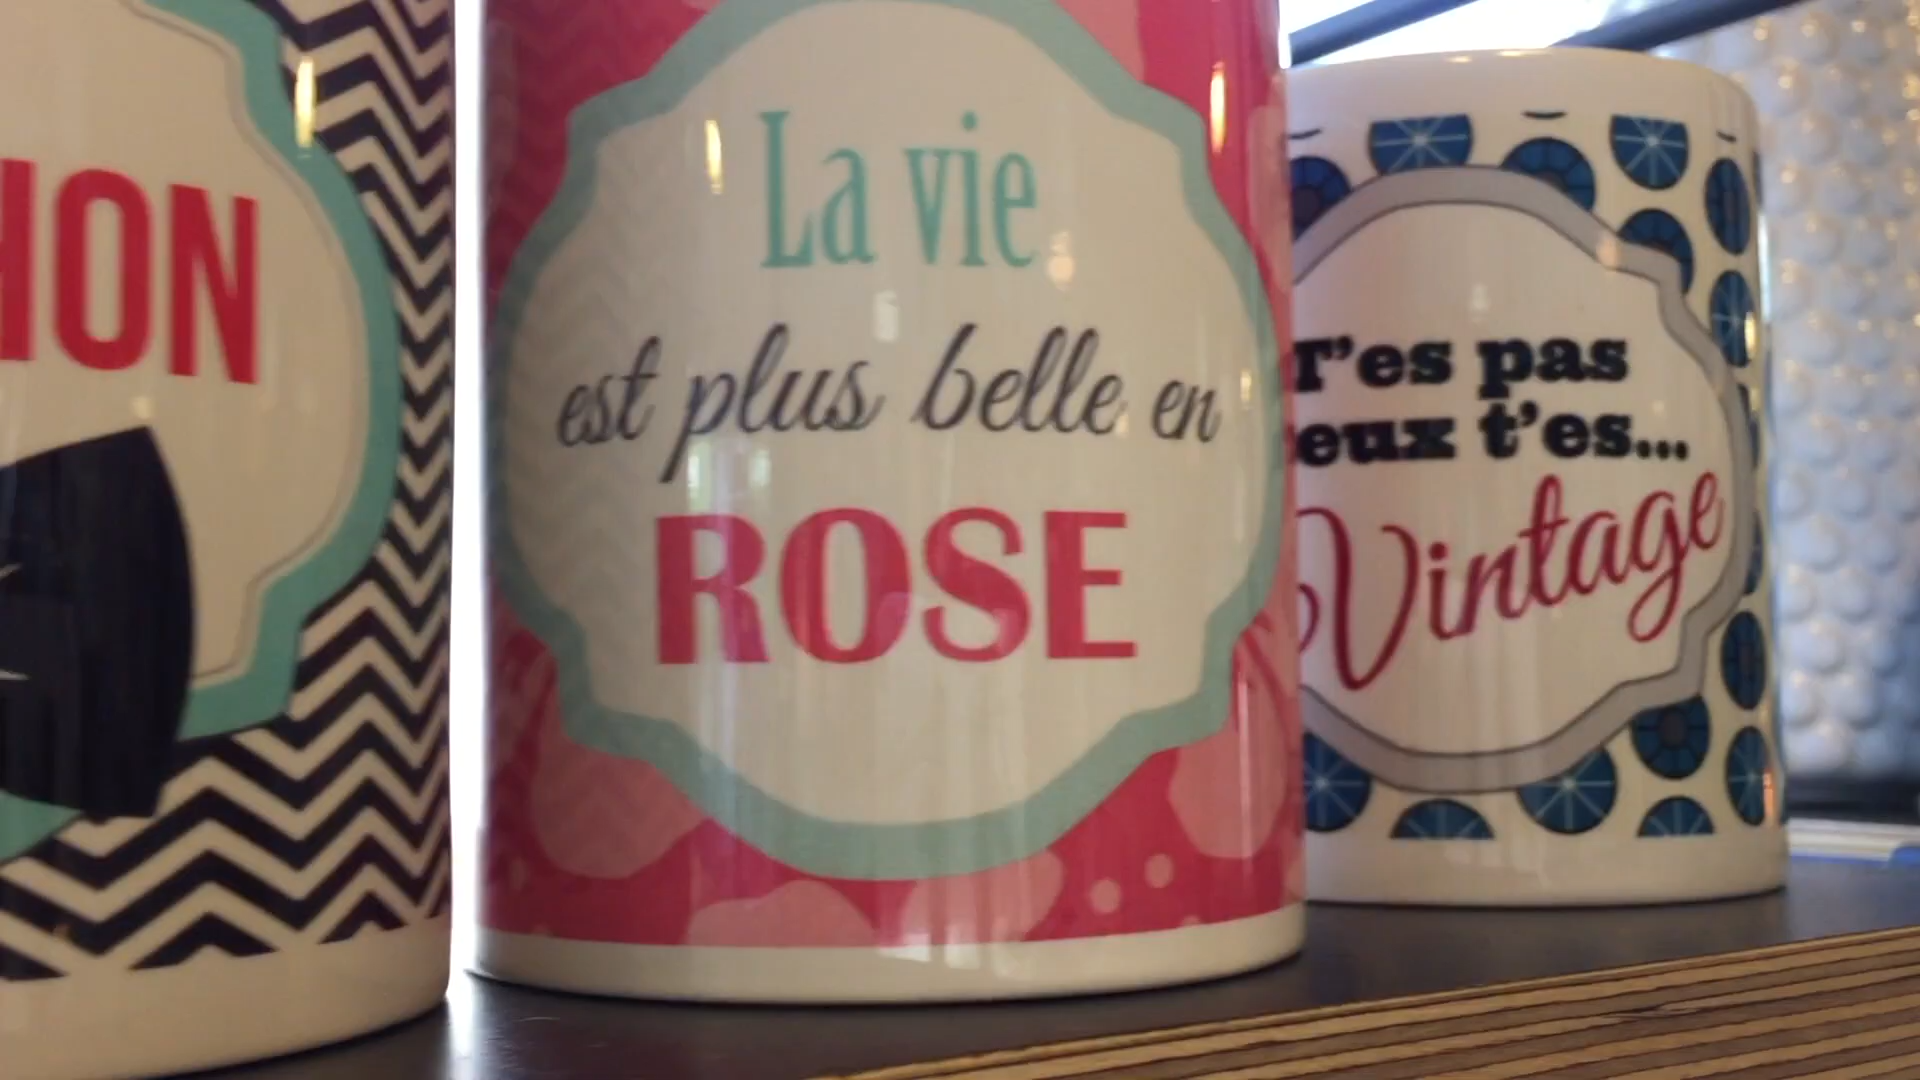 HON
La vie
est plus belle en
ROSE
T'es pas
eux t'es...
Vintage